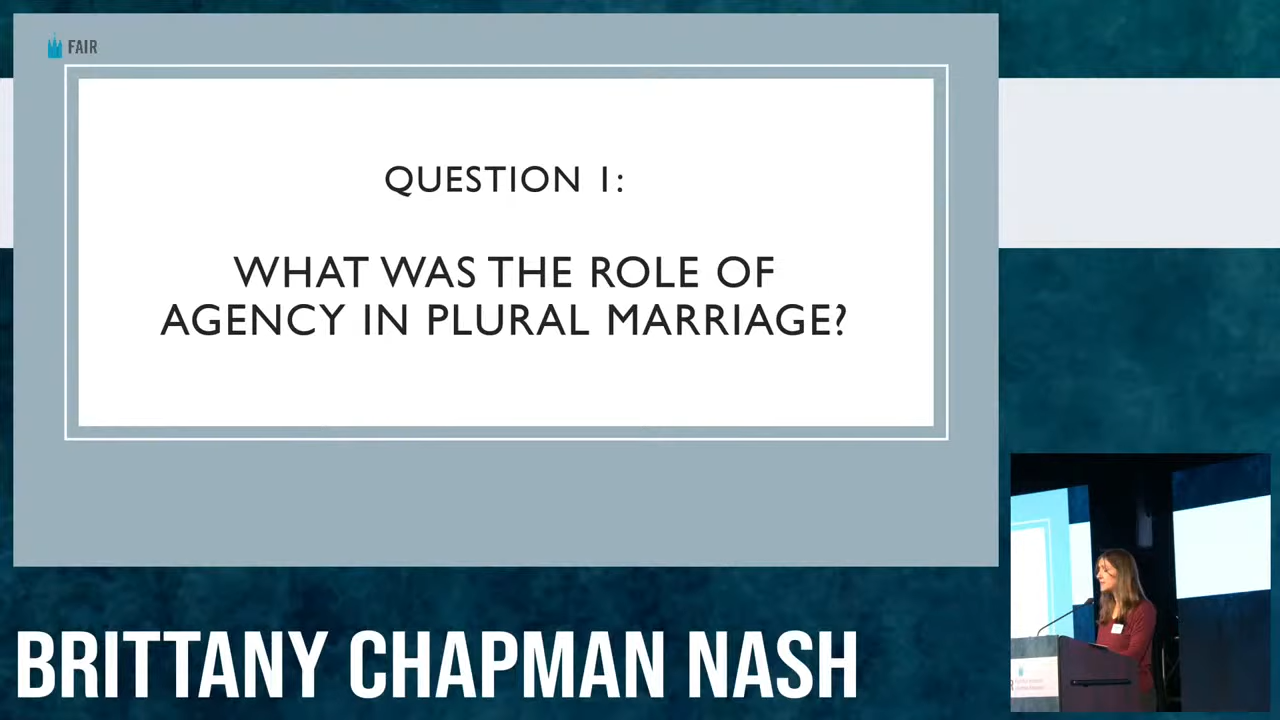 FAIR
QUESTION 1:
WHAT WAS THE ROLE OF
AGENCY IN PLURAL MARRIAGE?
BRITTANY CHAPMAN NASH